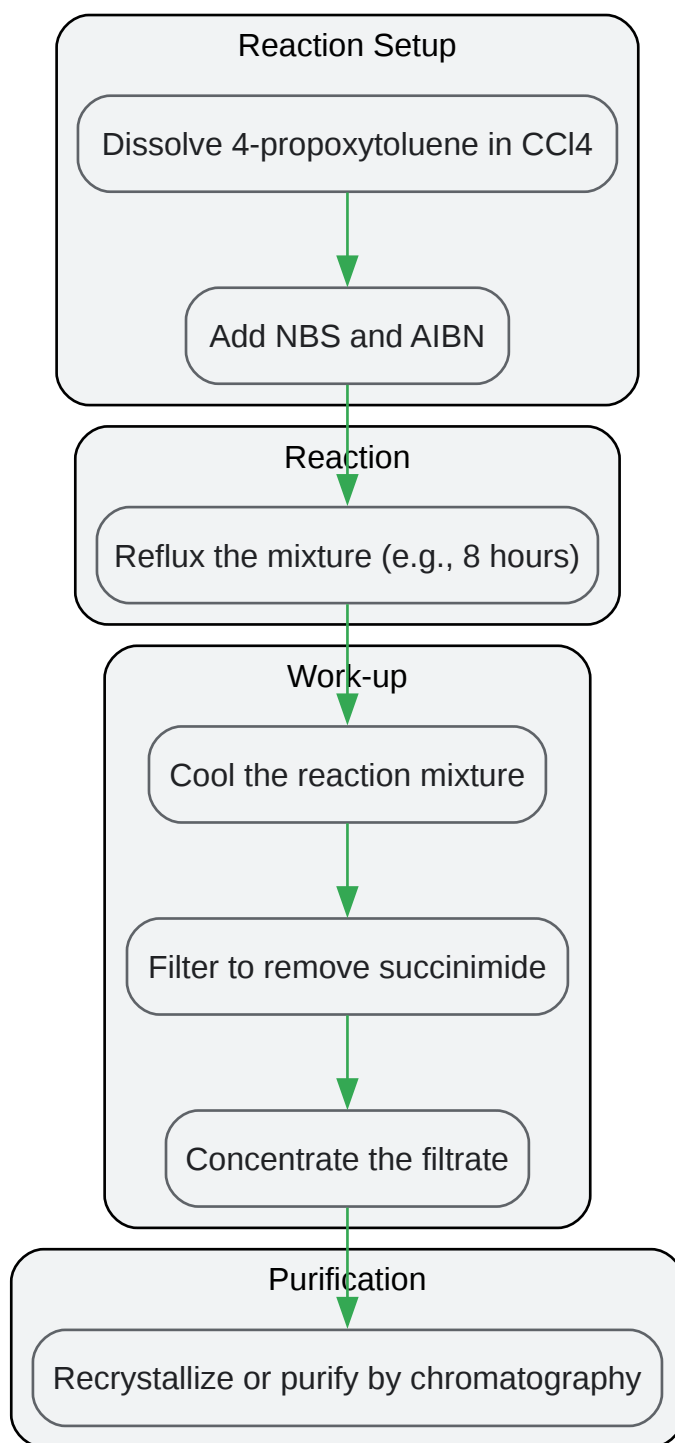 Reaction Setup
Dissolve 4-propoxytoluene in CCl4
Add NBS and AIBN
Reaction
Reflux the mixture (e.g., 8 hours)
Work-up
Cool the reaction mixture
Filter to remove succinimide
Concentrate the filtrate
Purification
Recrystallize or purify by chromatography